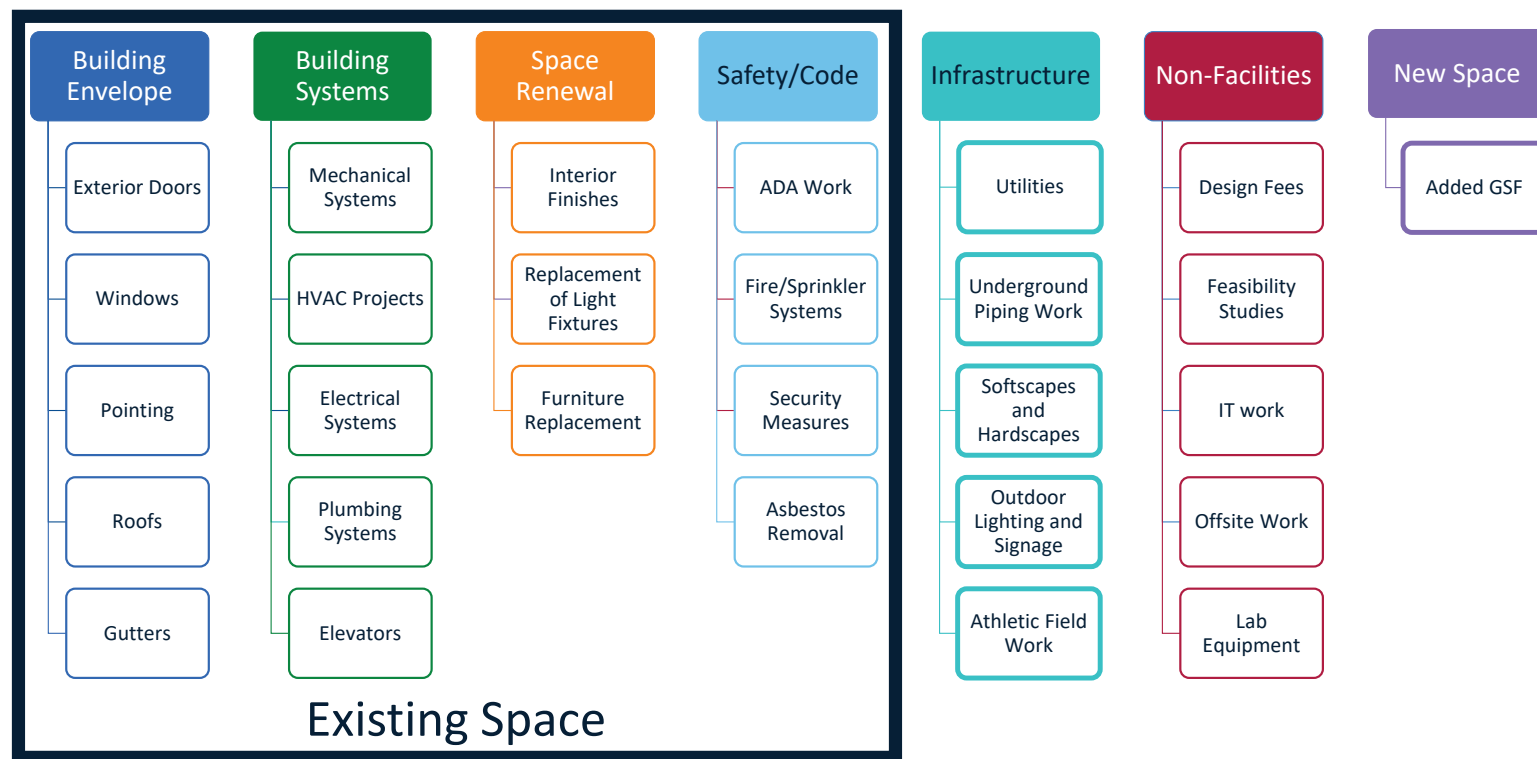 Building
Envelope
Exterior Doors
Windows
Pointing
Roofs
Gutters
Building
Systems
Mechanical
Systems
HVAC Projects
Electrical
Systems
Plumbing
Systems
Elevators
Space
Renewal
Interior
Finishes
Replacement
of Light
Fixtures
Furniture
Replacement
Safety/Code
ADA Work
Fire/Sprinkler
Systems
Security
Measures
Asbestos
Removal
Existing Space
Infrastructure
Utilities
Underground
Piping Work
Softscapes
and
Hardscapes
Outdoor
Lighting and
Signage
Athletic Field
Work
Non-Facilities
Design Fees
Feasibility
Studies
IT work
Offsite Work
Lab
Equipment
New Space
Added GSF